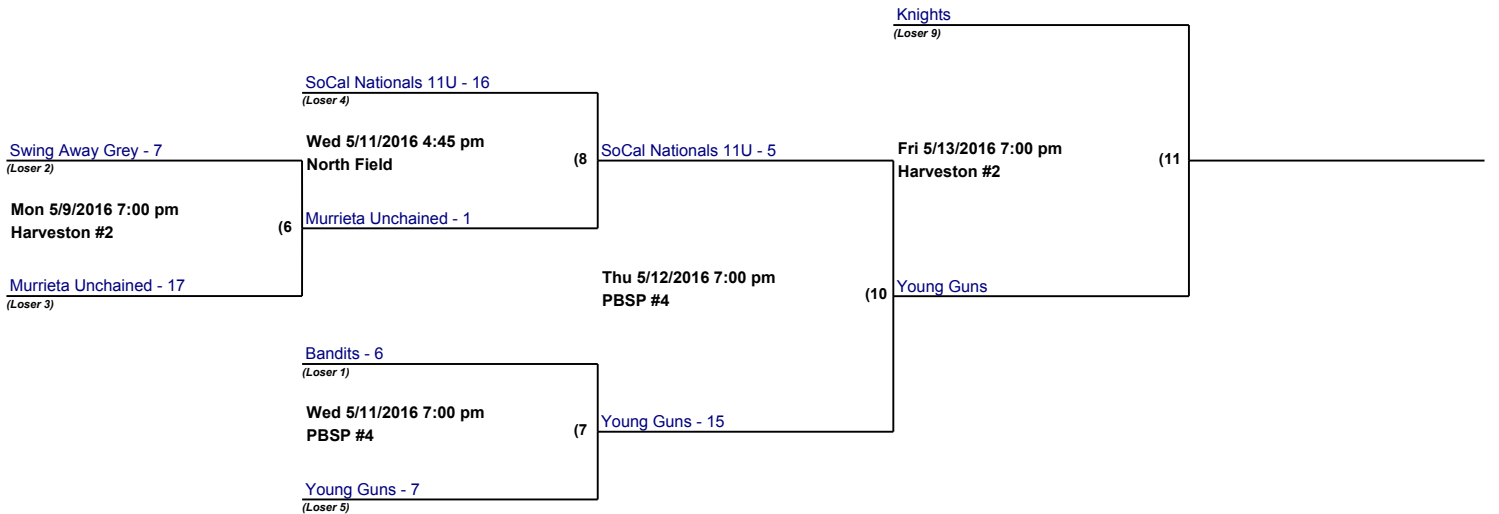 Knights
(Loser 9)
SoCal Nationals 11U - 16
(Loser 4)
Wed 5/11/2016 4:45 pm
North Field
(8
SoCal Nationals 11U - 5
Fri 5/13/2016 7:00 pm
Harveston #2
(11
Swing Away Grey - 7
(Loser 2)
Mon 5/9/2016 7:00 pm
Harveston #2
(6
Murrieta Unchained - 1
Murrieta Unchained - 17
(Loser 3)
Thu 5/12/2016 7:00 pm
PBSP #4
(10
Young Guns
Bandits - 6
(Loser 1)
Wed 5/11/2016 7:00 pm
PBSP #4
(7
Young Guns - 15
Young Guns - 7
(Loser 5)